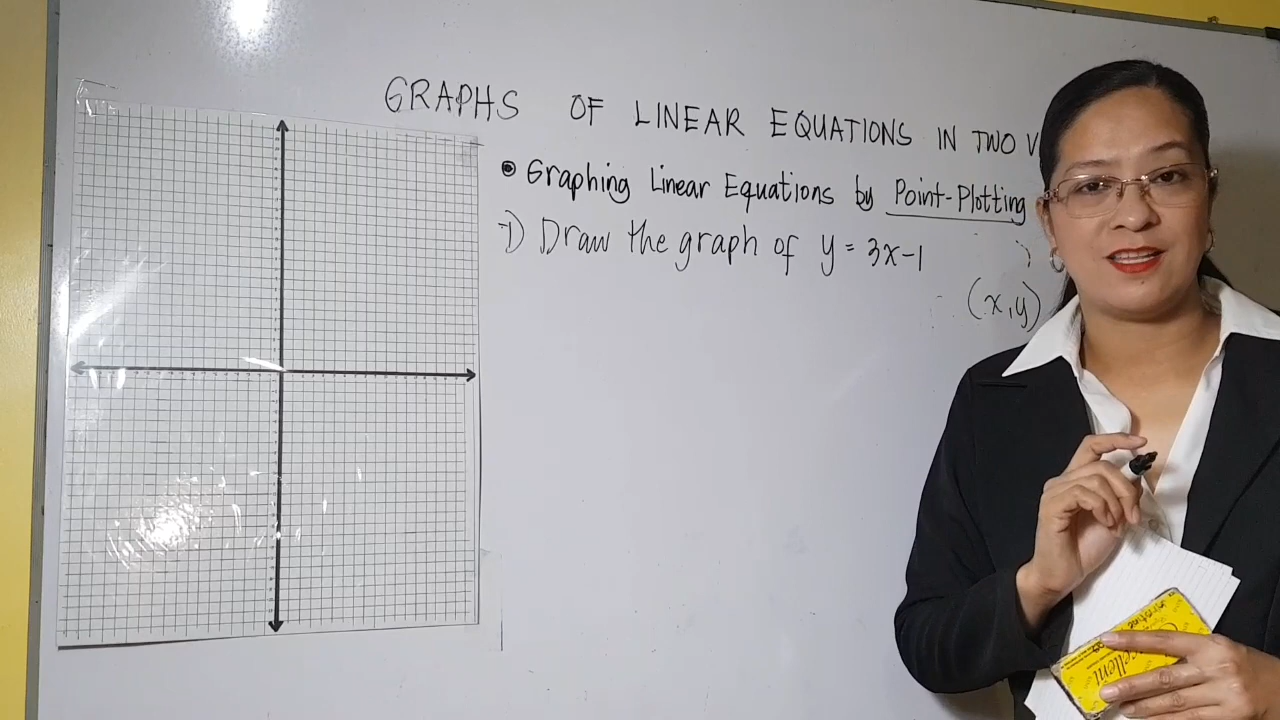 GRAPHS OF LINEAR EQUATIONS IN TWO V
• Graphing Linear Equations by Point-Plotting
1) Draw the graph of y = 3x-1
(x,y)